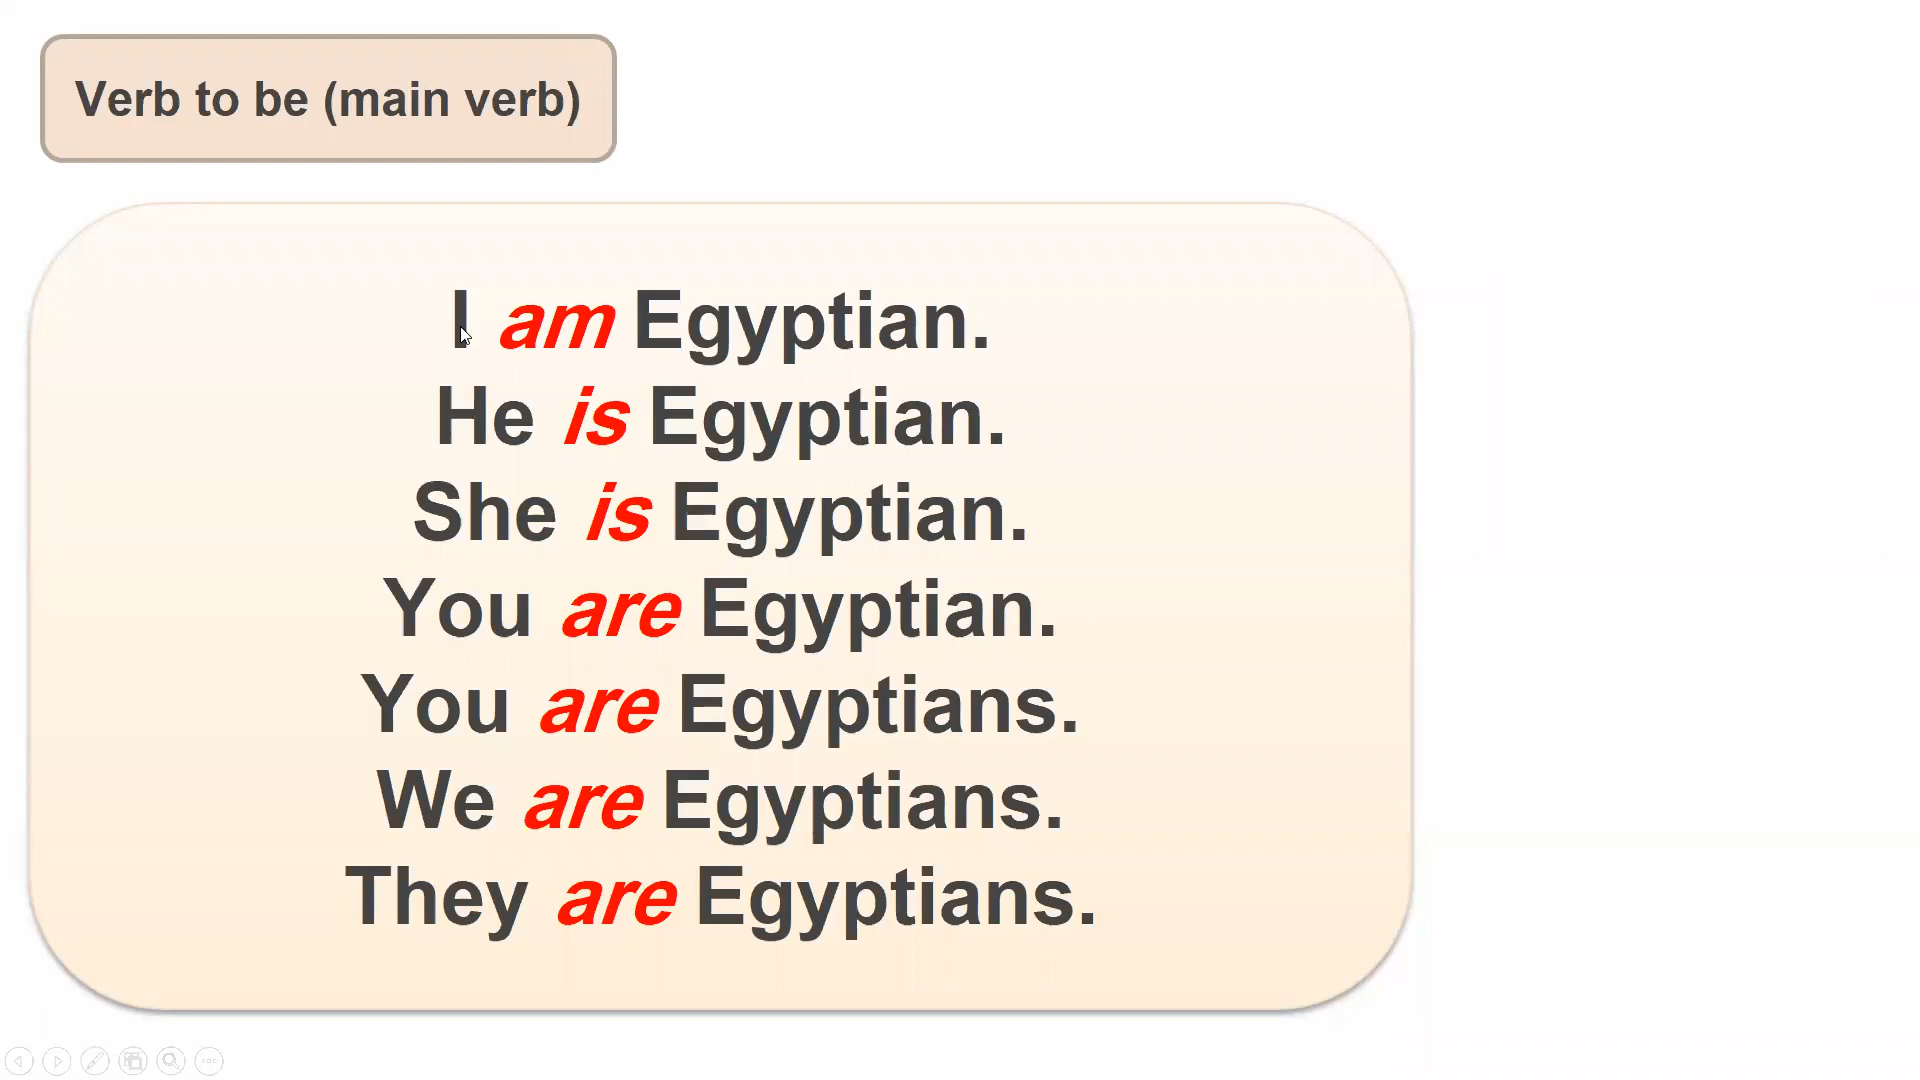 Verb to be (main verb)
I am Egyptian.
He is Egyptian.
She is Egyptian.
You are Egyptian.
You are Egyptians.
We are Egyptians.
They are Egyptians.